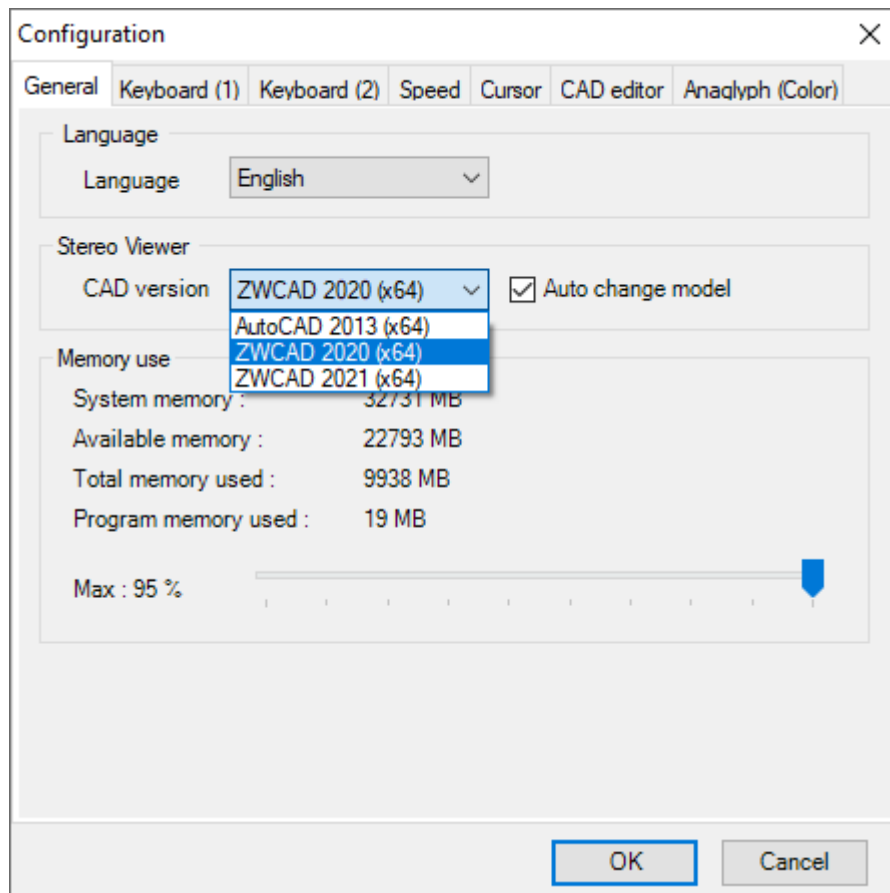 Configuration
General Keyboard (1) Keyboard (2) Speed Cursor CAD editor Anaglyph (Color)
Language
Language English
Stereo Viewer
CAD version ZWCAD 2020 (x64) Auto change model
AutoCAD 2013 (x64)
ZWCAD 2020 (x64)
ZWCAD 2021 (x64)
Memory use
System memory : 32731 MB
Available memory : 22793 MB
Total memory used : 9938 MB
Program memory used : 19 MB
Max : 95 %
OK Cancel